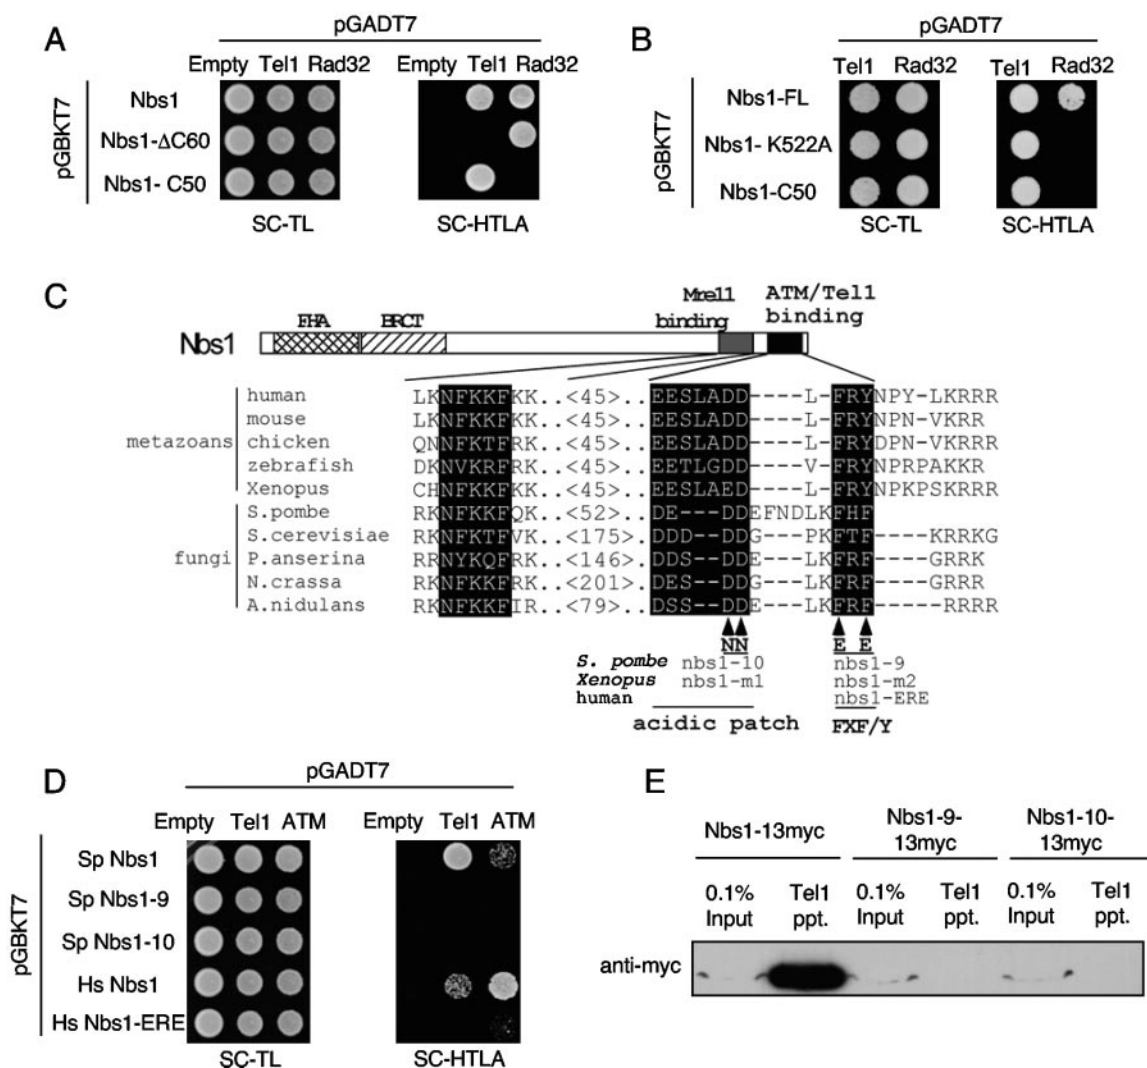 A
pGADT7
Empty Tel1 Rad32 Empty Tel1 Rad32
pGBKT7
Nbs1
Nbs1-ΔC60
Nbs1- C50
SC-TL SC-HTLA
B
pGADT7
Tel1 Rad32 Tel1 Rad32
pGBKT7
Nbs1-FL
Nbs1- K522A
Nbs1-C50
SC-TL SC-HTLA
C
Mre11 binding
ATM/Tel1 binding
FHA BRCT
Nbs1
metazoans
human LKNFKKFKK..<45>..EESLADD----L-FRYNPY-LKRRR
mouse LKNFKKFKK..<45>..EESLADD----L-FRYNPN-VKRR
chicken QNNFKTFRK..<45>..EESLADD----L-FRYDPN-VKRRR
zebrafish DKNVKRFRK..<45>..EETLGDD----V-FRYNPRPAKKR
Xenopus CHNFKKFKK..<45>..EESLAED----L-FRYNPKPSKRRR
fungi
S.pombe RKNFKKFQK..<52>..DE---DDEFNDLKFHF
S.cerevisiae RKNFKTFVK..<175>..DDS--DDG---PKFTF-----KRRKG
P.anserina RRNYKQFRK..<146>..DDS--DDE---LKFRF-----GRRK
N.crassa RKNFKKFRK..<201>..DES--DDG---LKFRF-----GRRR
A.nidulans RKNFKKFIR..<79>..DSS--DDE---LKFRF-----RRRR
NN E E
S. pombe nbs1-10 nbs1-9
Xenopus nbs1-m1 nbs1-m2
human nbs1-ERE
acidic patch FXF/Y
D
pGADT7
Empty Tel1 ATM Empty Tel1 ATM
pGBKT7
Sp Nbs1
Sp Nbs1-9
Sp Nbs1-10
Hs Nbs1
Hs Nbs1-ERE
SC-TL SC-HTLA
E
Nbs1-13myc Nbs1-9-13myc Nbs1-10-13myc
0.1% Input Tel1 ppt. 0.1% Input Tel1 ppt. 0.1% Input Tel1 ppt.
anti-myc